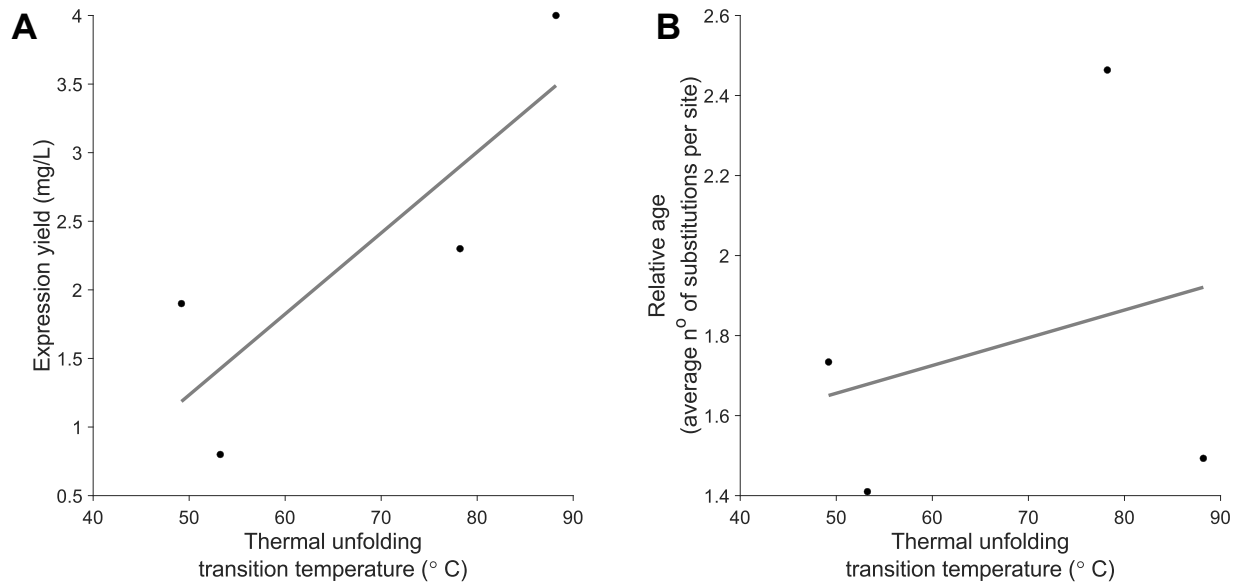 A
4
3.5
3
2.5
2
1.5
1
0.5
Expression yield (mg/L)
40 50 60 70 80 90
Thermal unfolding
transition temperature (° C)
B
2.6
2.4
2.2
2
1.8
1.6
1.4
Relative age
(average nº of substitutions per site)
40 50 60 70 80 90
Thermal unfolding
transition temperature (° C)